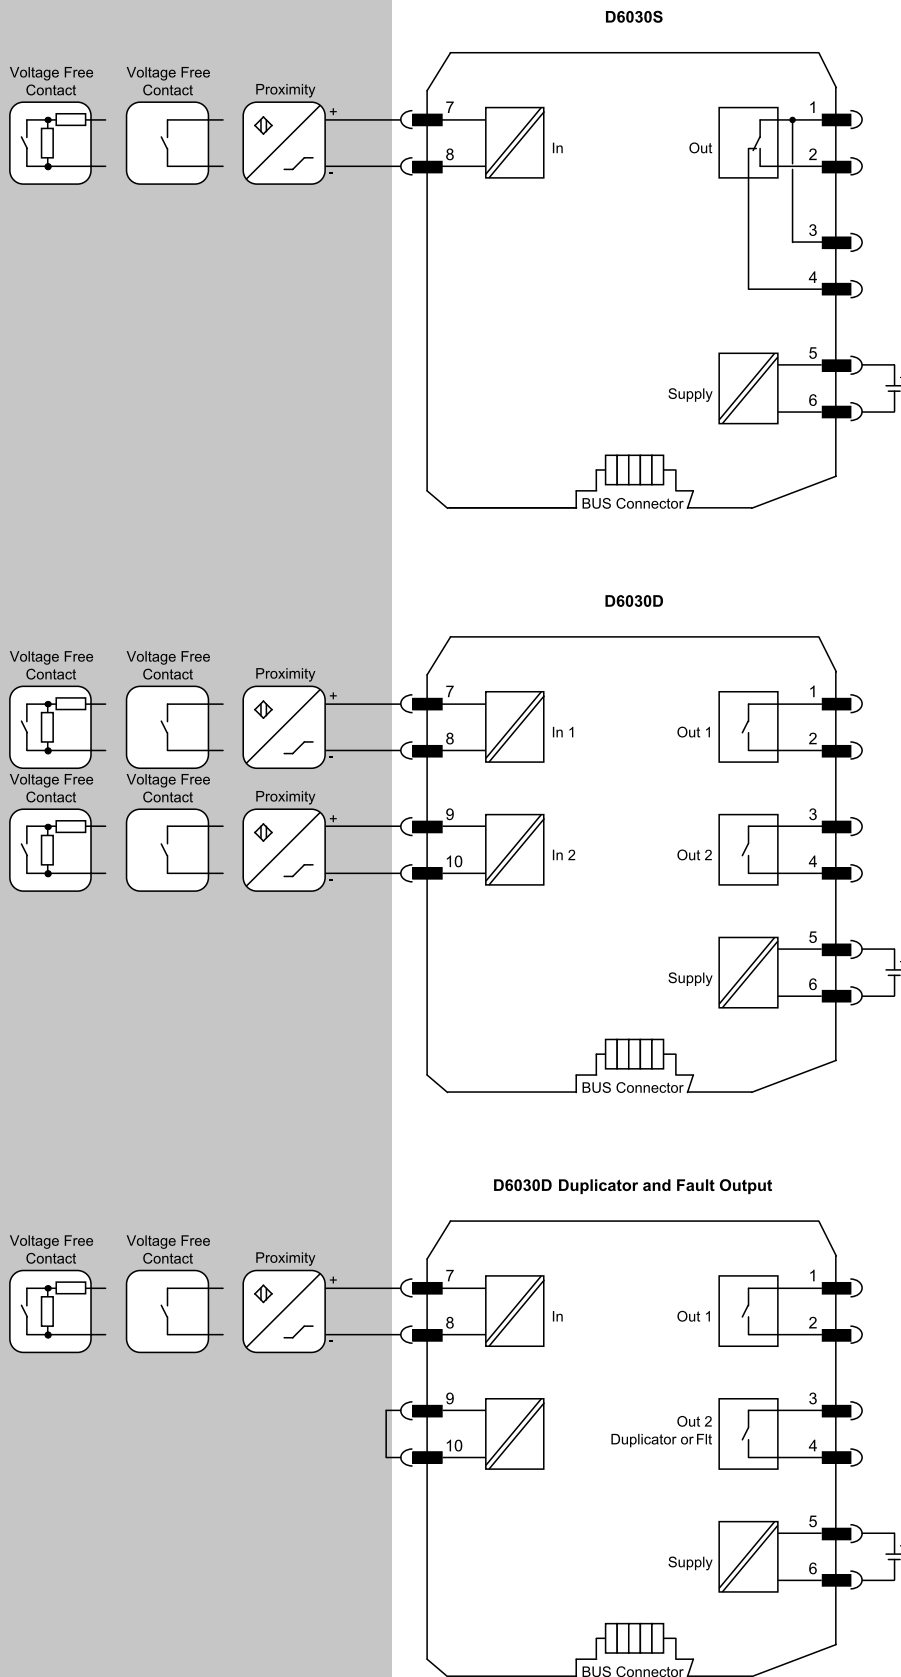 D6030S
Voltage Free
Contact
Voltage Free
Contact
Proximity
+
-
7
8
In
Out
1
2
3
4
Supply
5
6
BUS Connector
D6030D
Voltage Free
Contact
Voltage Free
Contact
Proximity
+
-
7
8
In 1
Out 1
1
2
Voltage Free
Contact
Voltage Free
Contact
Proximity
+
-
9
10
In 2
Out 2
3
4
Supply
5
6
BUS Connector
D6030D Duplicator and Fault Output
Voltage Free
Contact
Voltage Free
Contact
Proximity
+
-
7
8
In
Out 1
1
2
9
10
Out 2
Duplicator or Flt
3
4
Supply
5
6
BUS Connector